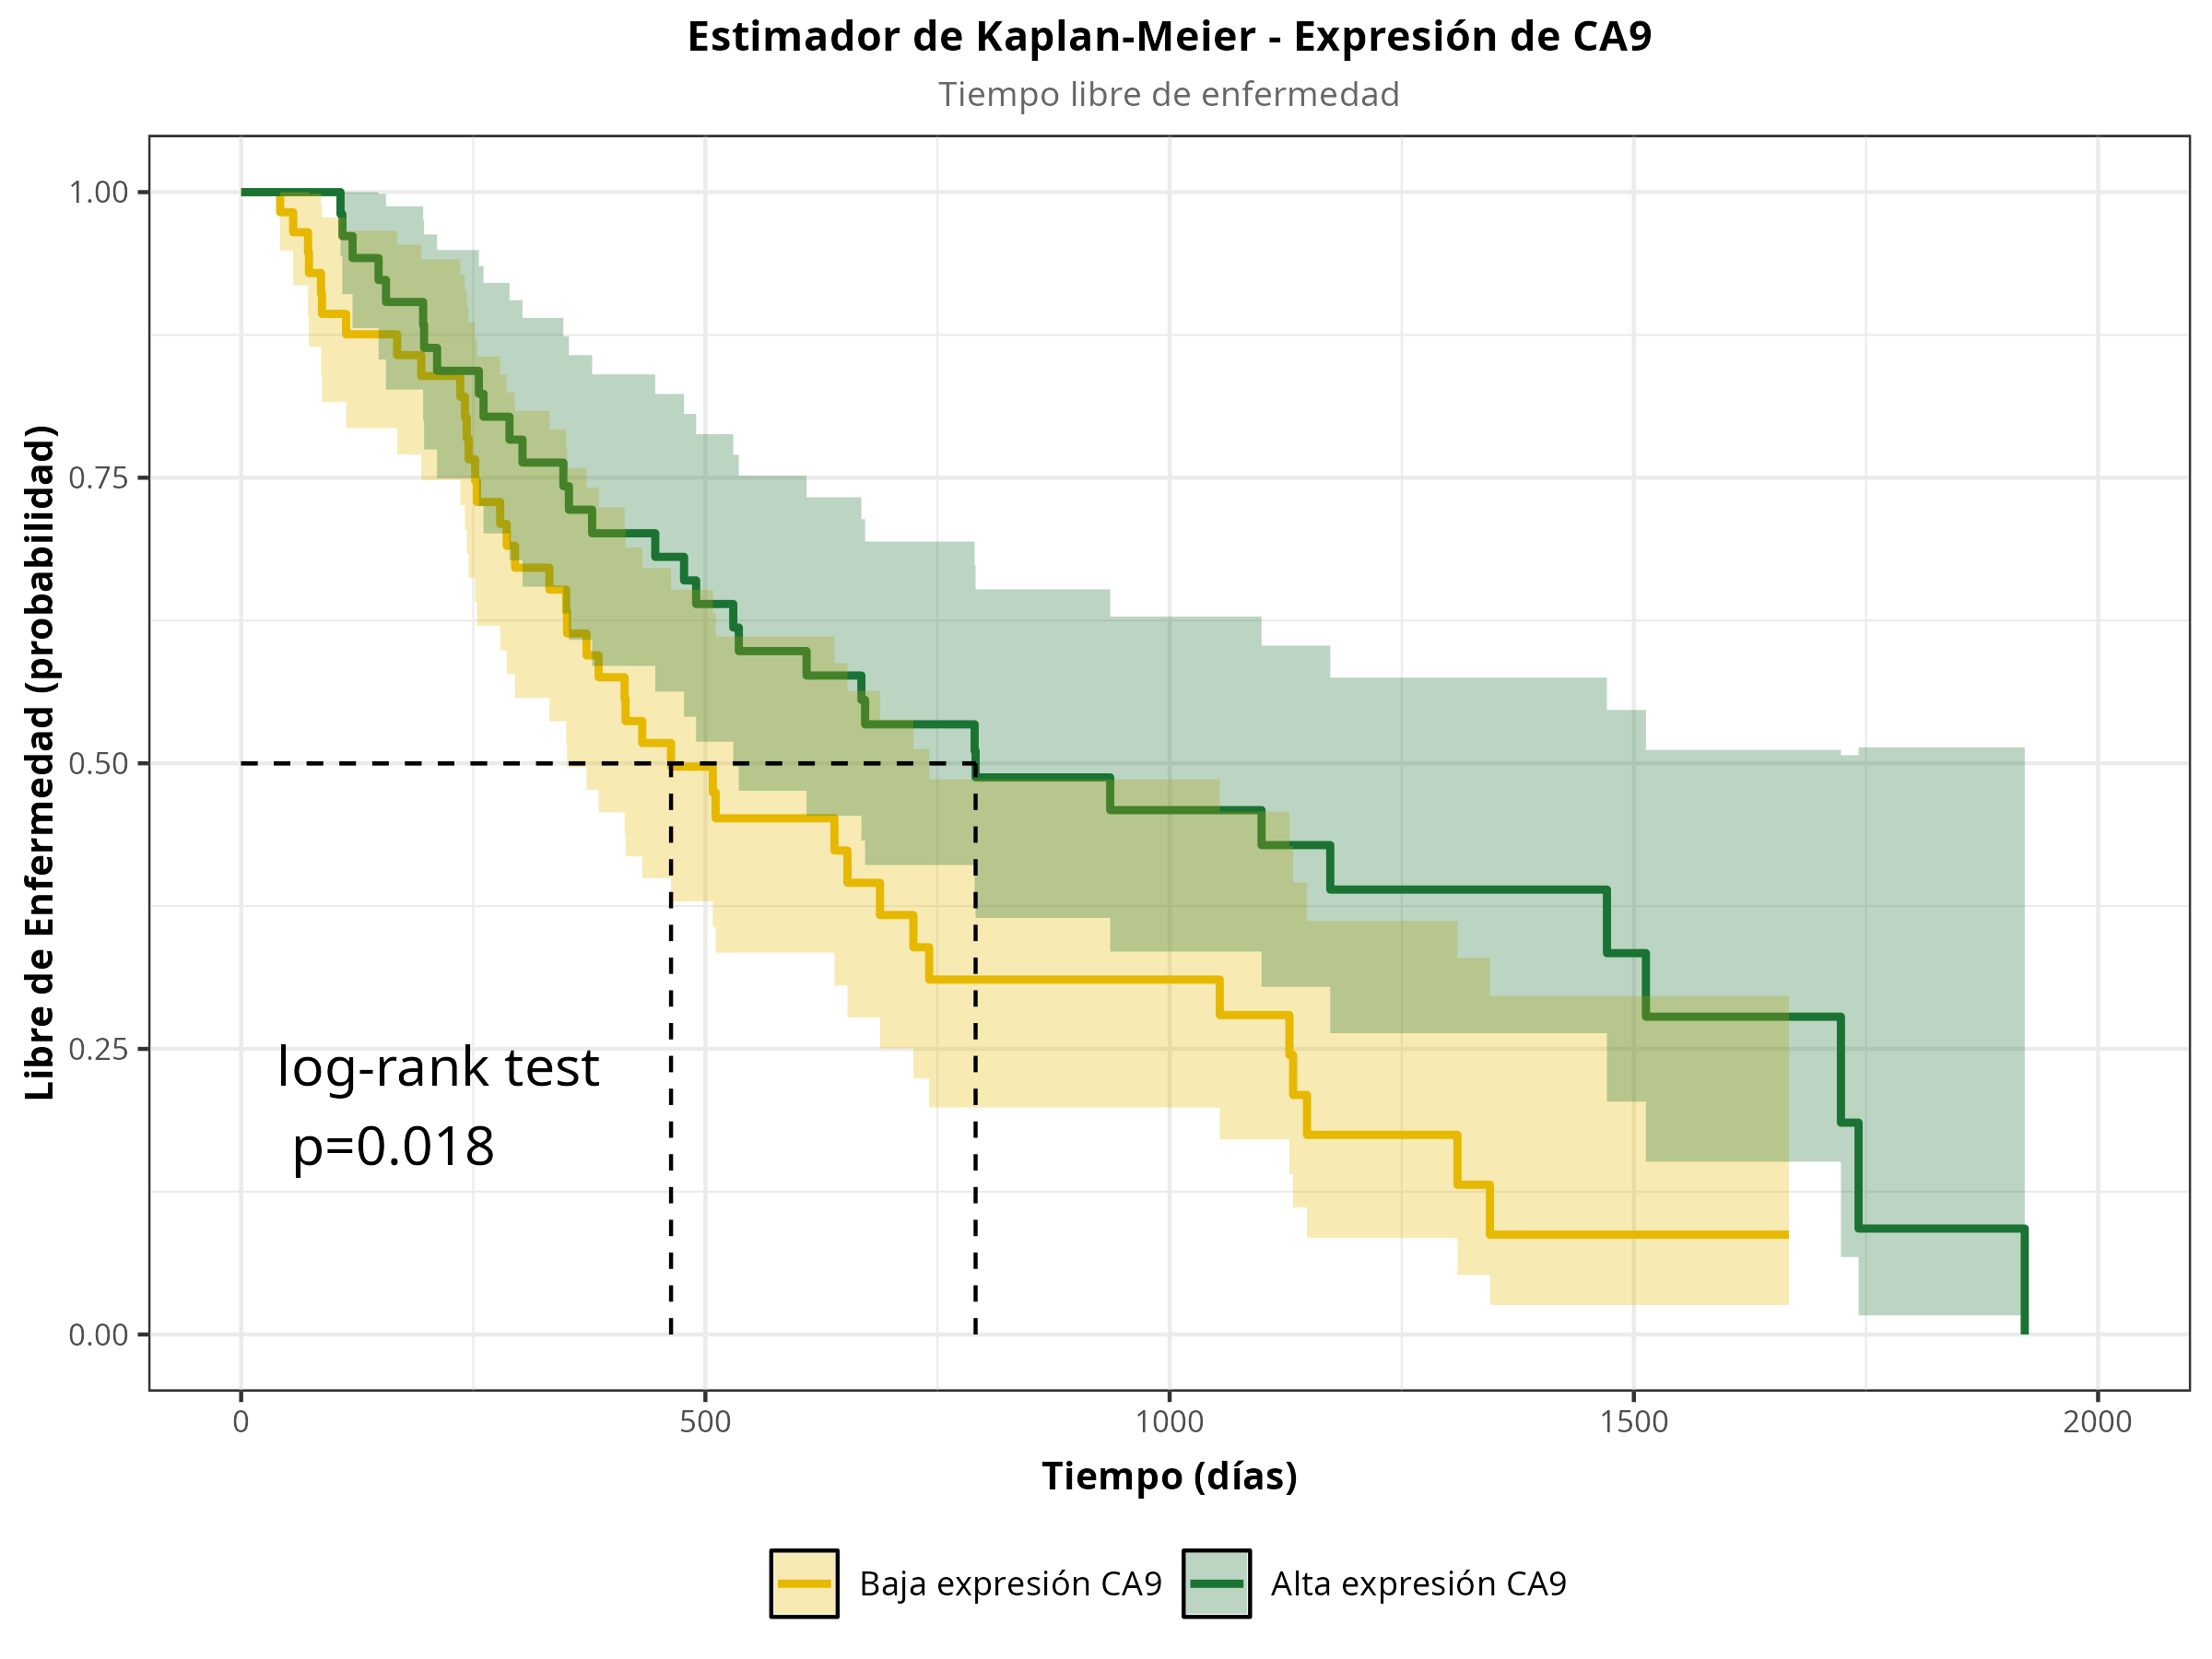 Estimador de Kaplan-Meier - Expresión de CA9
Tiempo libre de enfermedad
Libre de Enfermedad (probabilidad)
1.00
0.75
0.50
0.25
0.00
log-rank test
p=0.018
0 500 1000 1500 2000
Tiempo (días)
Baja expresión CA9 Alta expresión CA9